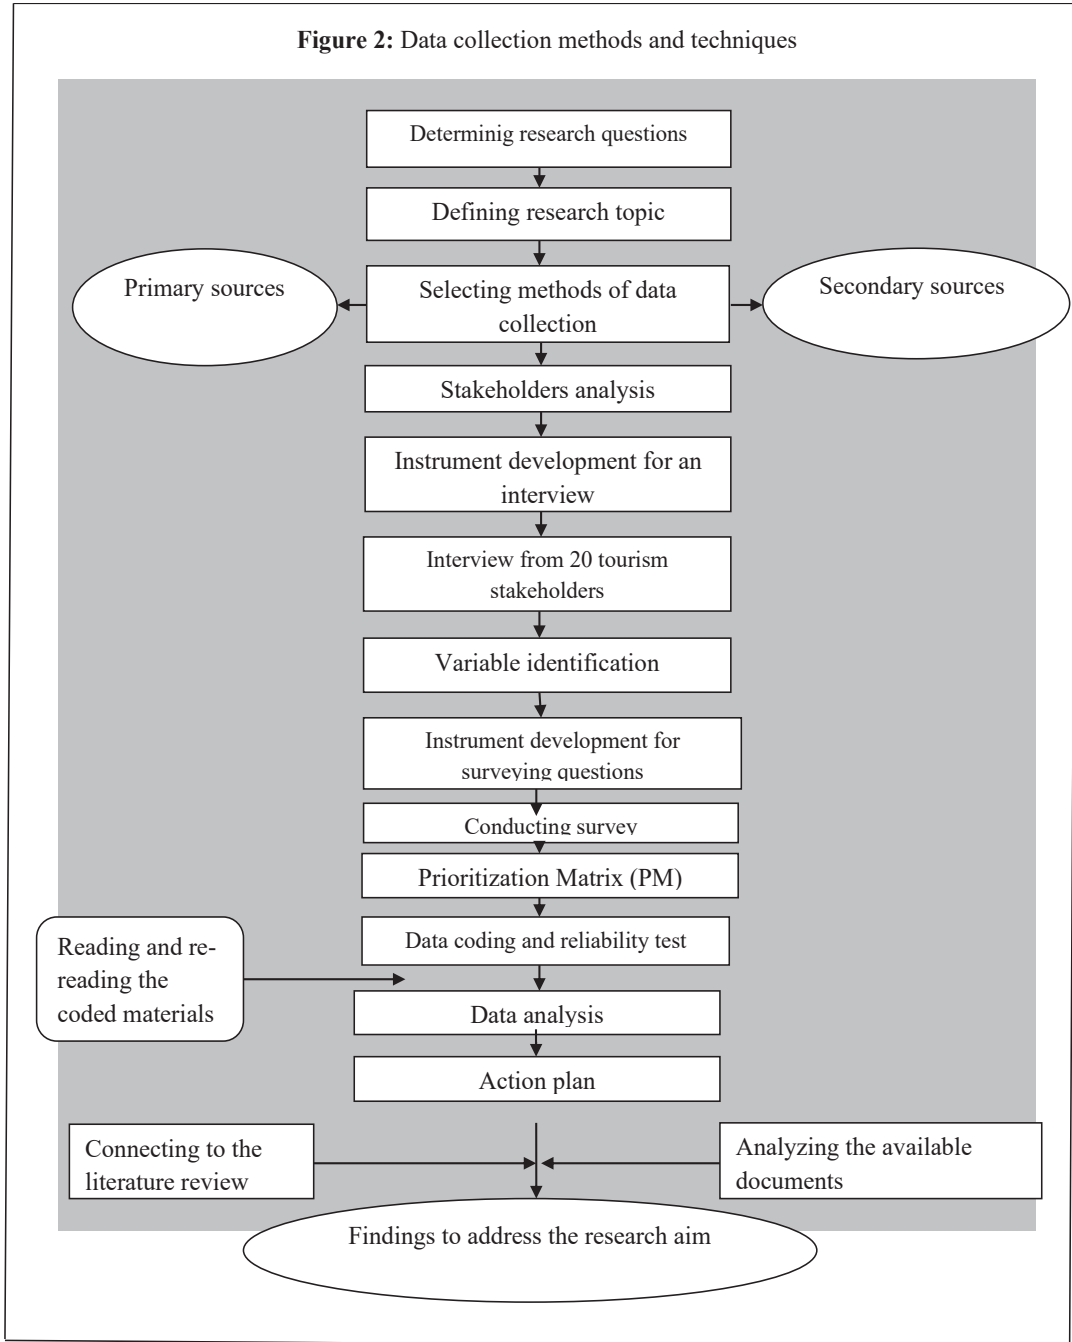 Figure 2: Data collection methods and techniques
Determinig research questions
Defining research topic
Primary sources
Selecting methods of data
collection
Secondary sources
Stakeholders analysis
Instrument development for an
interview
Interview from 20 tourism
stakeholders
Variable identification
Instrument development for
surveying questions
Conducting survey
Prioritization Matrix (PM)
Data coding and reliability test
Reading and re-
reading the
coded materials
Data analysis
Action plan
Connecting to the
literature review
Analyzing the available
documents
Findings to address the research aim